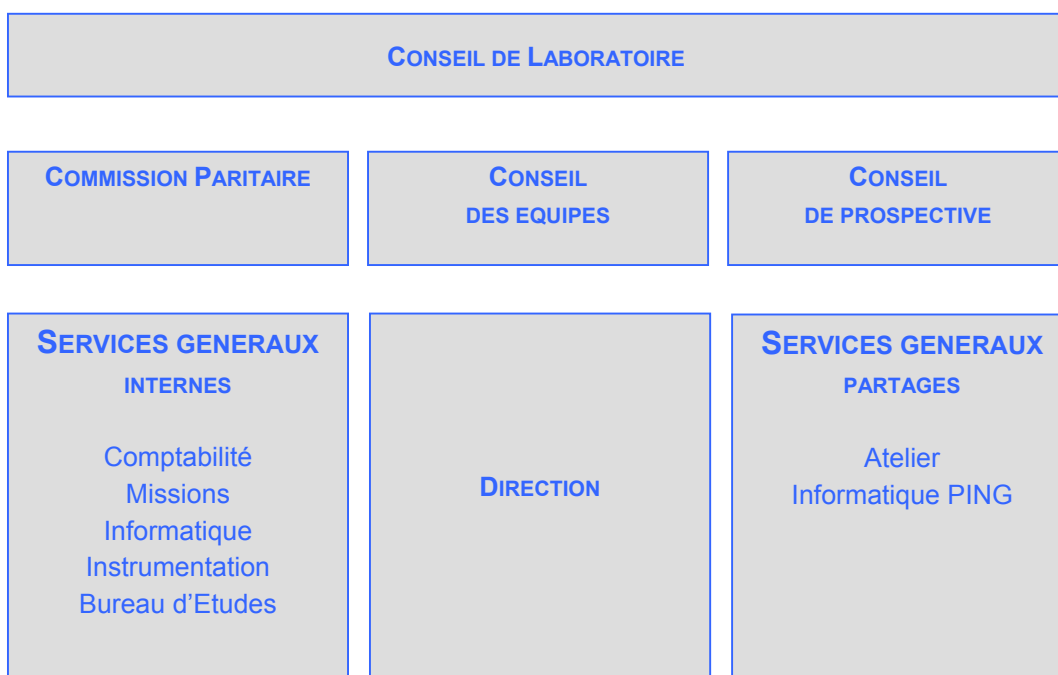 CONSEIL DE LABORATOIRE
COMMISSION PARITAIRE
CONSEIL
DES EQUIPES
CONSEIL
DE PROSPECTIVE
SERVICES GENERAUX
INTERNES
Comptabilité
Missions
Informatique
Instrumentation
Bureau d’Etudes
DIRECTION
SERVICES GENERAUX
PARTAGES
Atelier
Informatique PING